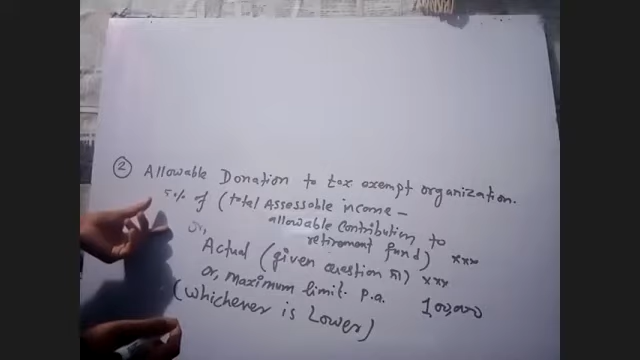 ② Allowable Donation to tax exempt organization.
5% of (total Assessable income -
allowable contribution to
retirement fund) xxx
or,
Actual (given question मा) xxx
or, maximum limit p.a. 1,00,000
(whichever is Lower)